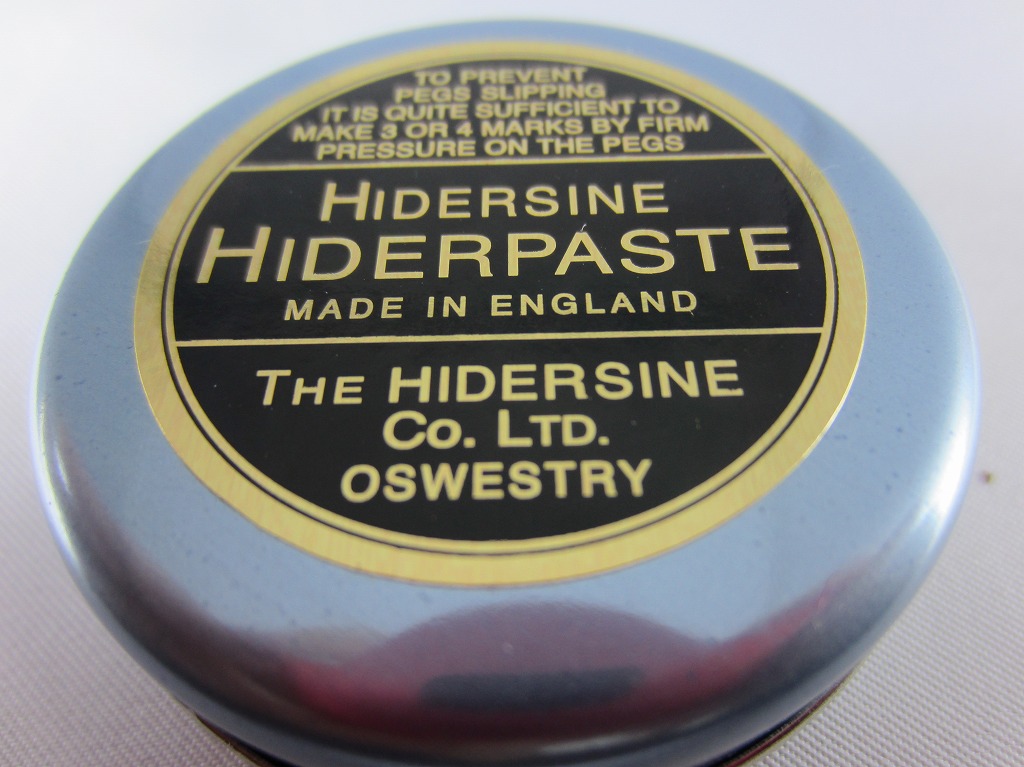 TO PREVENT
PEGS SLIPPING
IT IS QUITE SUFFICIENT TO
MAKE 3 OR 4 MARKS BY FIRM
PRESSURE ON THE PEGS
HIDERSINE
HIDERPASTE
MADE IN ENGLAND
THE HIDERSINE
CO. LTD.
OSWESTRY